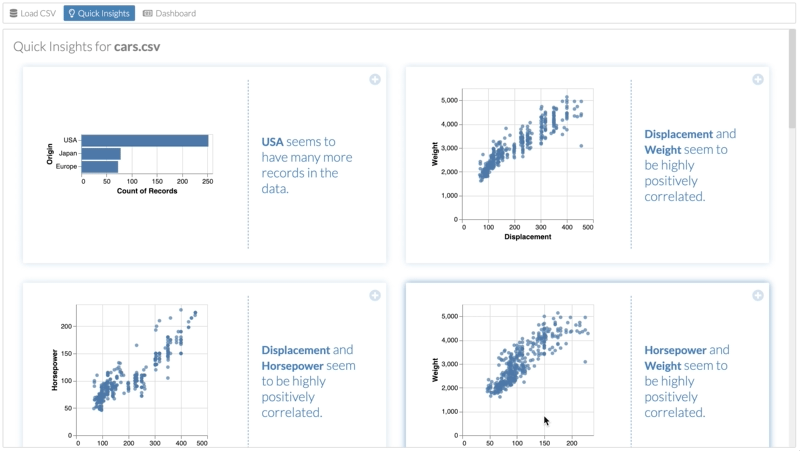 Load CSV Quick Insights Dashboard
Quick Insights for cars.csv
Origin
USA
Japan
Europe
0 50 100 150 200 250
Count of Records
USA seems to
have many more
records in the
data.
Weight
5,000
4,000
3,000
2,000
1,000
0
0 100 200 300 400 500
Displacement
Displacement and
Weight seem to
be highly
positively
correlated.
Horsepower
200
150
100
50
0
0 100 200 300 400 500
Displacement and
Horsepower seem
to be highly
positively
correlated.
Weight
5,000
4,000
3,000
2,000
1,000
0
0 50 100 150 200
Horsepower and
Weight seem to
be highly
positively
correlated.